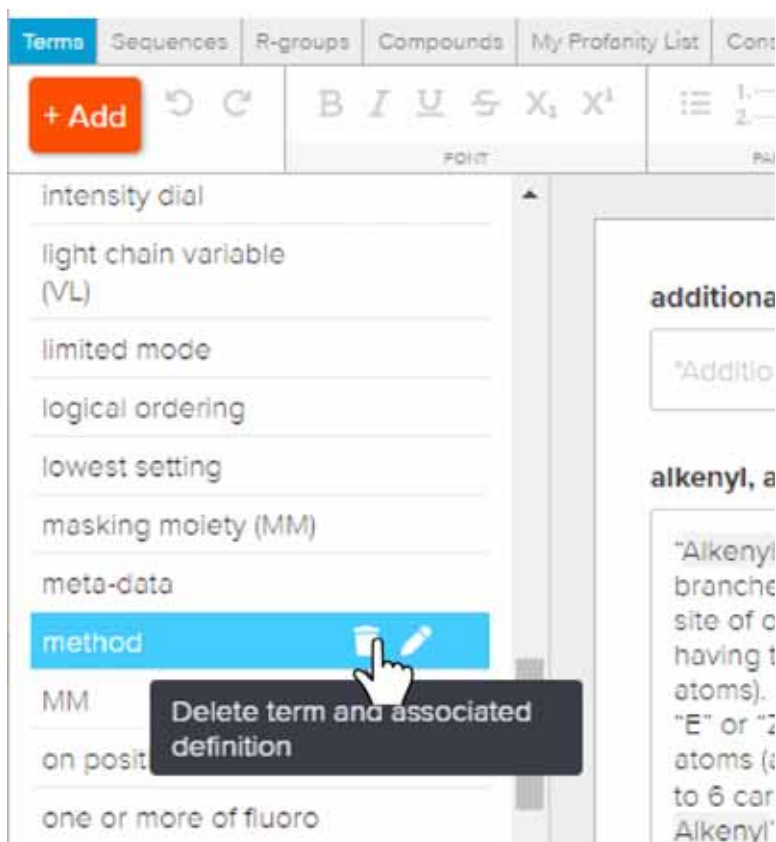 Terms Sequences R-groups Compounds My Profanity List
+ Add B I U S X₁ X¹ 1. 2.
FONT
intensity dial
light chain variable
(VL)
limited mode
logical ordering
lowest setting
masking moiety (MM)
meta-data
method
MM
Delete term and associated
definition
on posit
one or more of fluoro
additiona
"Additio
alkenyl, a
"Alkenyl
branche
site of
having t
atoms).
"E" or "Z
atoms (a
to 6 car
Alkenyl"